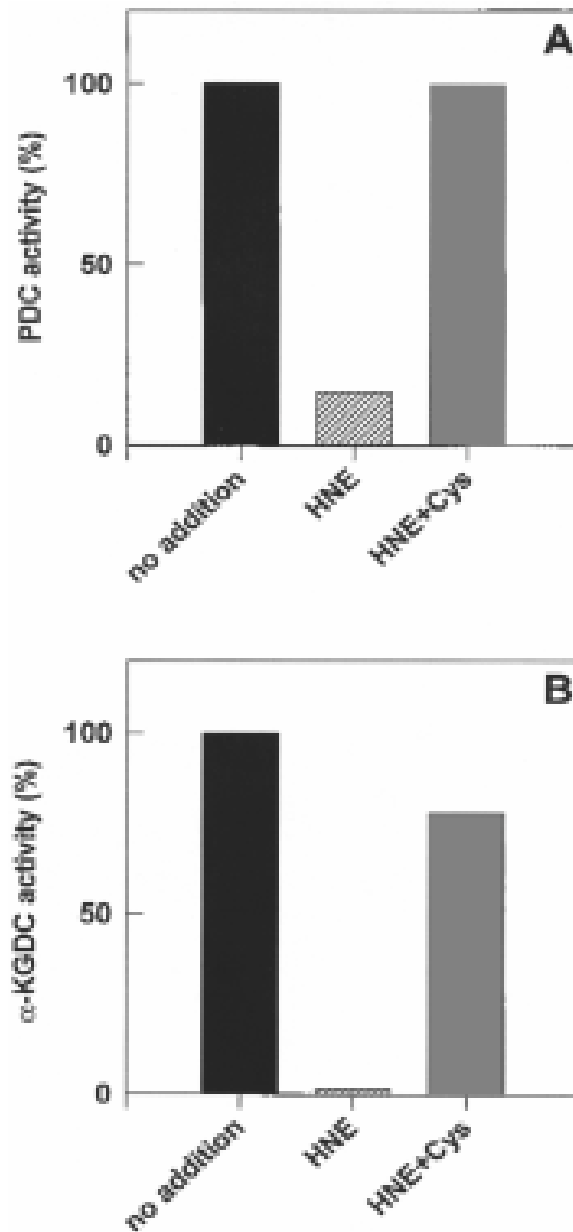 A
PDC activity (%)
100
50
0
no addition
HNE
HNE+Cys
B
α-KGDC activity (%)
100
50
0
no addition
HNE
HNE+Cys